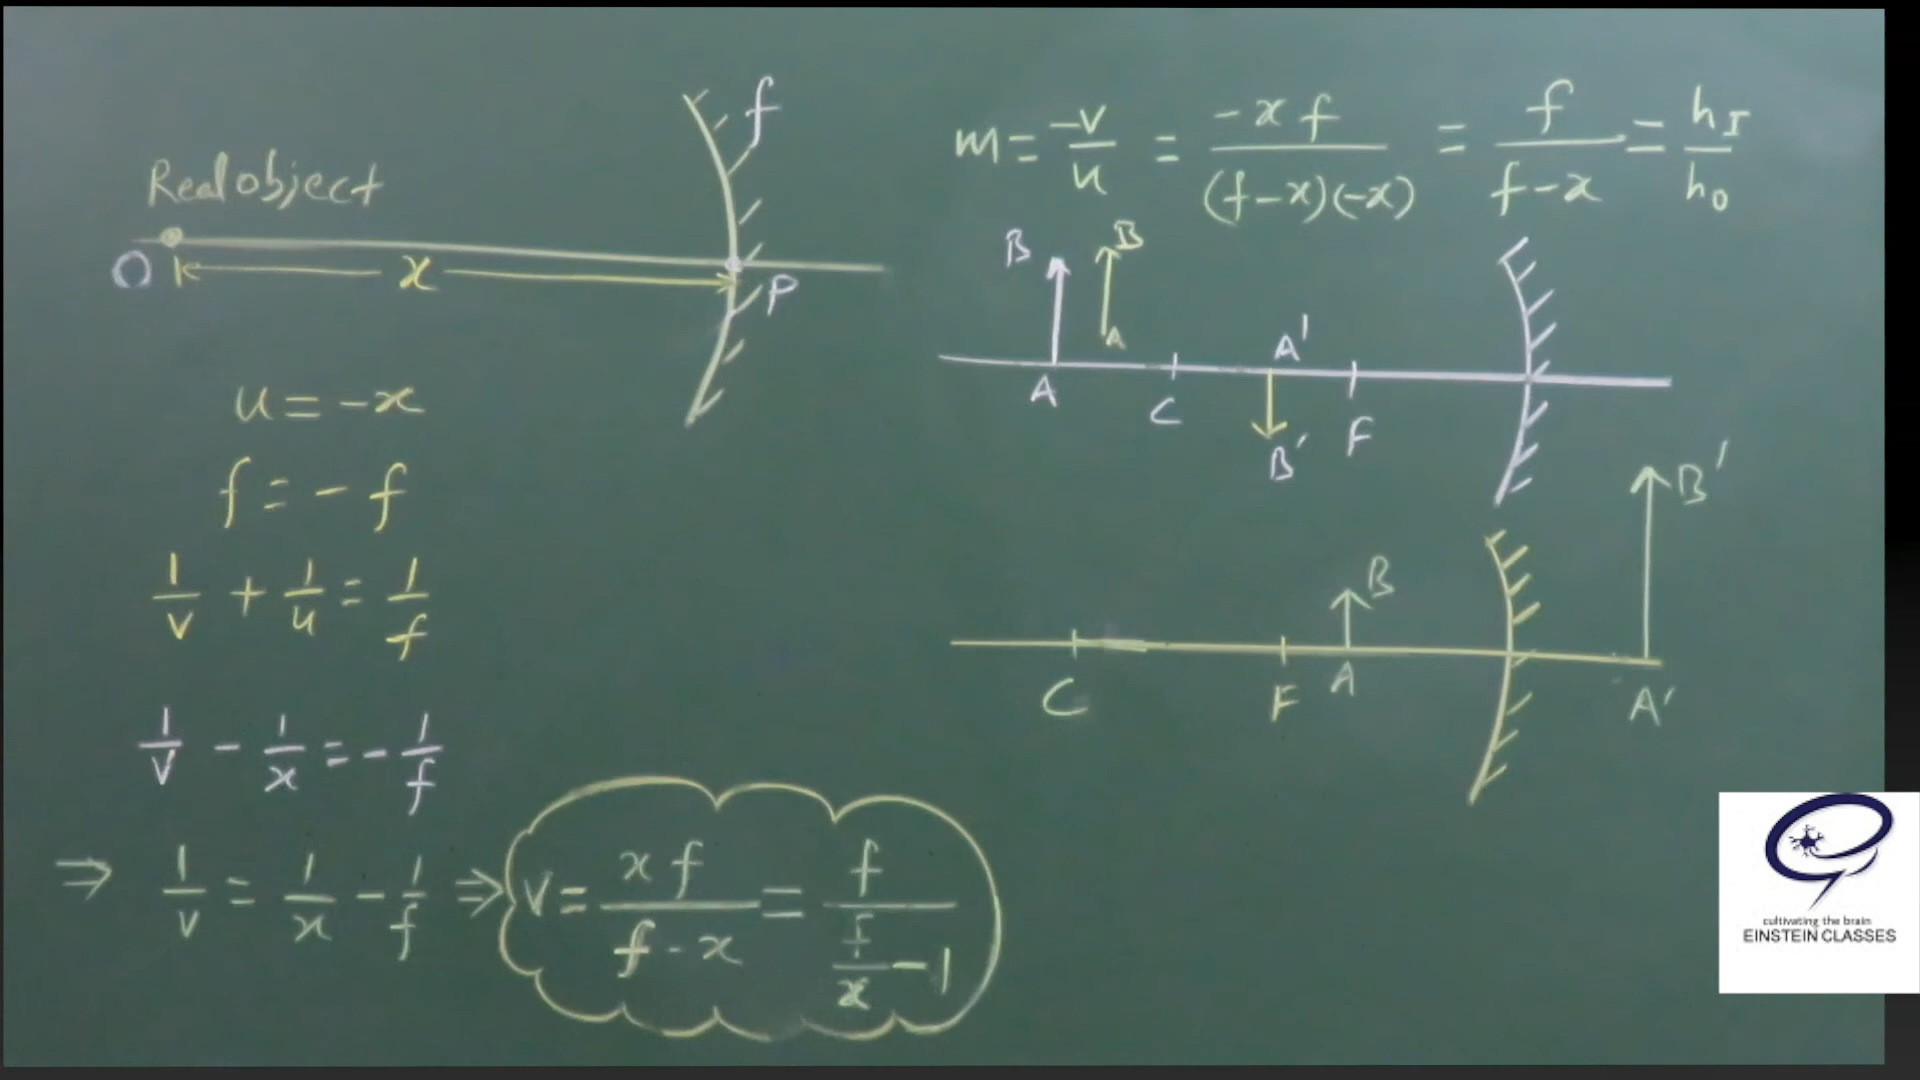 f
Real object
O x P
u = -x
f = - f
1/v + 1/u = 1/f
1/v - 1/x = - 1/f
⇒ 1/v = 1/x - 1/f ⇒ v = xf/(f-x) = f/(f/x - 1)
m = -v/u = -xf/((f-x)(-x)) = f/(f-x) = hI/h0
B B
A A C A' B' F
B'
B
C F A A'
cultivating the brain
EINSTEIN CLASSES